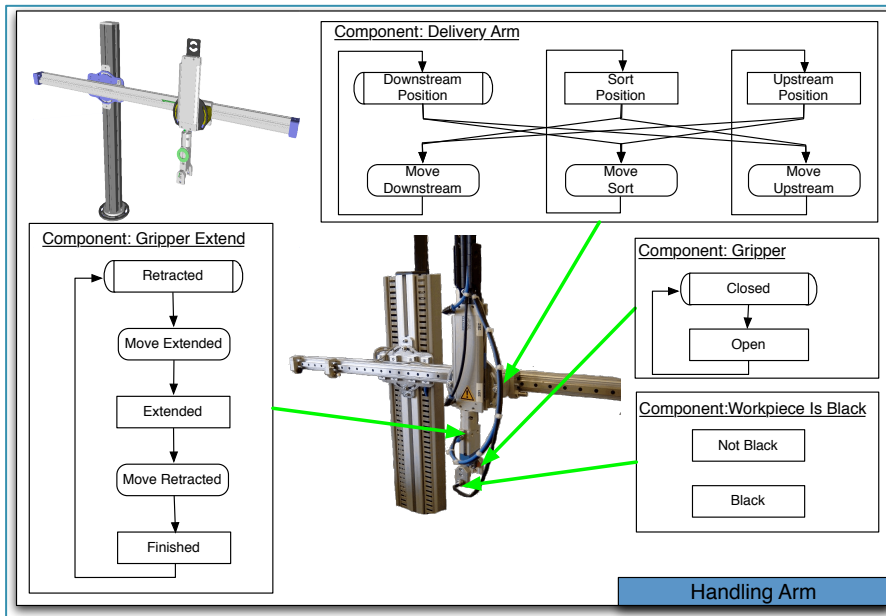 Component: Delivery Arm
Downstream
Position
Sort
Position
Upstream
Position
Move
Downstream
Move
Sort
Move
Upstream
Component: Gripper Extend
Retracted
Move Extended
Extended
Move Retracted
Finished
Component: Gripper
Closed
Open
Component:Workpiece Is Black
Not Black
Black
Handling Arm